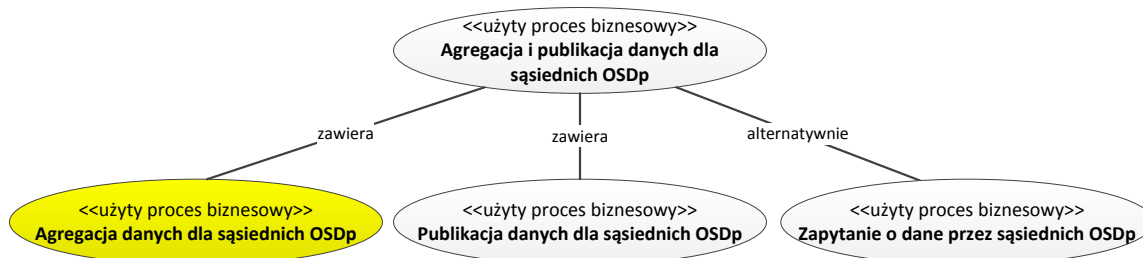 <<użyty proces biznesowy>>
Agregacja i publikacja danych dla
sąsiednich OSDp
zawiera
zawiera
alternatywnie
<<użyty proces biznesowy>>
Agregacja danych dla sąsiednich OSDp
<<użyty proces biznesowy>>
Publikacja danych dla sąsiednich OSDp
<<użyty proces biznesowy>>
Zapytanie o dane przez sąsiednich OSDp